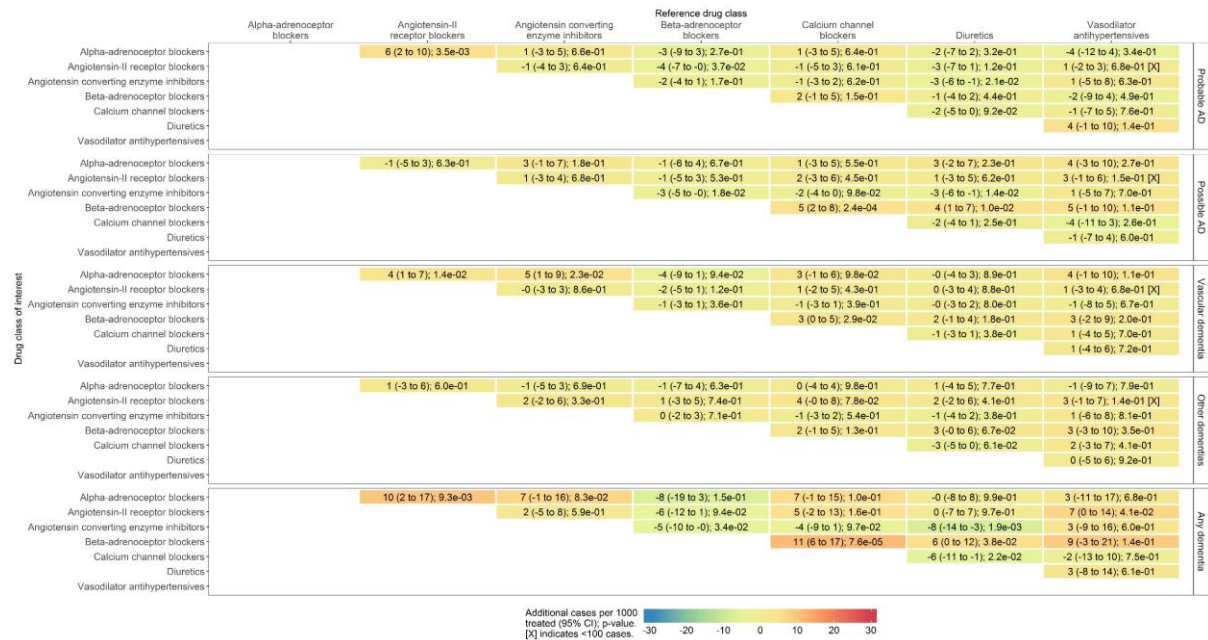 Reference drug class
Alpha-adrenoceptor blockers Angiotensin-II receptor blockers Angiotensin converting enzyme inhibitors Beta-adrenoceptor blockers Calcium channel blockers Diuretics Vasodilator antihypertensives
Drug class of interest
Probable AD
Alpha-adrenoceptor blockers 6 (2 to 10); 3.5e-03 1 (-3 to 5); 6.6e-01 -3 (-9 to 3); 2.7e-01 1 (-3 to 5); 6.4e-01 -2 (-7 to 2); 3.2e-01 -4 (-12 to 4); 3.4e-01
Angiotensin-II receptor blockers -1 (-4 to 3); 6.4e-01 -4 (-7 to -0); 3.7e-02 -1 (-5 to 3); 6.1e-01 -3 (-7 to 1); 1.2e-01 1 (-2 to 3); 6.8e-01 [X]
Angiotensin converting enzyme inhibitors -2 (-4 to 1); 1.7e-01 -1 (-3 to 2); 6.2e-01 -3 (-6 to -1); 2.1e-02 1 (-5 to 8); 6.3e-01
Beta-adrenoceptor blockers 2 (-1 to 5); 1.5e-01 -1 (-4 to 2); 4.4e-01 -2 (-9 to 4); 4.9e-01
Calcium channel blockers -2 (-5 to 0); 9.2e-02 -1 (-7 to 5); 7.6e-01
Diuretics 4 (-1 to 10); 1.4e-01
Vasodilator antihypertensives
Possible AD
Alpha-adrenoceptor blockers -1 (-5 to 3); 6.3e-01 3 (-1 to 7); 1.8e-01 -1 (-6 to 4); 6.7e-01 1 (-3 to 5); 5.5e-01 3 (-2 to 7); 2.3e-01 4 (-3 to 10); 2.7e-01
Angiotensin-II receptor blockers 1 (-3 to 4); 6.8e-01 -1 (-5 to 3); 5.3e-01 2 (-3 to 6); 4.5e-01 1 (-3 to 5); 6.2e-01 3 (-1 to 6); 1.5e-01 [X]
Angiotensin converting enzyme inhibitors -3 (-5 to -0); 1.8e-02 -2 (-4 to 0); 9.8e-02 -3 (-6 to -1); 1.4e-02 1 (-5 to 7); 7.0e-01
Beta-adrenoceptor blockers 5 (2 to 8); 2.4e-04 4 (1 to 7); 1.0e-02 5 (-1 to 10); 1.1e-01
Calcium channel blockers -2 (-4 to 1); 2.5e-01 -4 (-11 to 3); 2.6e-01
Diuretics -1 (-7 to 4); 6.0e-01
Vasodilator antihypertensives
Vascular dementia
Alpha-adrenoceptor blockers 4 (1 to 7); 1.4e-02 5 (1 to 9); 2.3e-02 -4 (-9 to 1); 9.4e-02 3 (-1 to 6); 9.8e-02 -0 (-4 to 3); 8.9e-01 4 (-1 to 10); 1.1e-01
Angiotensin-II receptor blockers -0 (-3 to 3); 8.6e-01 -2 (-5 to 1); 1.2e-01 1 (-2 to 5); 4.3e-01 0 (-3 to 4); 8.8e-01 1 (-3 to 4); 6.8e-01 [X]
Angiotensin converting enzyme inhibitors -1 (-3 to 1); 3.6e-01 -1 (-3 to 1); 3.9e-01 -0 (-3 to 2); 8.0e-01 -1 (-8 to 5); 6.7e-01
Beta-adrenoceptor blockers 3 (0 to 5); 2.9e-02 2 (-1 to 4); 1.8e-01 3 (-2 to 9); 2.0e-01
Calcium channel blockers -1 (-3 to 1); 3.8e-01 1 (-4 to 5); 7.0e-01
Diuretics 1 (-4 to 6); 7.2e-01
Vasodilator antihypertensives
Other dementias
Alpha-adrenoceptor blockers 1 (-3 to 6); 6.0e-01 -1 (-5 to 3); 6.9e-01 -1 (-7 to 4); 6.3e-01 0 (-4 to 4); 9.8e-01 1 (-4 to 5); 7.7e-01 -1 (-9 to 7); 7.9e-01
Angiotensin-II receptor blockers 2 (-2 to 6); 3.3e-01 1 (-3 to 5); 7.4e-01 4 (-0 to 8); 7.8e-02 2 (-2 to 6); 4.1e-01 3 (-1 to 7); 1.4e-01 [X]
Angiotensin converting enzyme inhibitors 0 (-2 to 3); 7.1e-01 -1 (-3 to 2); 5.4e-01 -1 (-4 to 2); 3.8e-01 1 (-6 to 8); 8.1e-01
Beta-adrenoceptor blockers 2 (-1 to 5); 1.3e-01 3 (-0 to 6); 6.7e-02 3 (-3 to 10); 3.5e-01
Calcium channel blockers -3 (-5 to 0); 6.1e-02 2 (-3 to 7); 4.1e-01
Diuretics 0 (-5 to 6); 9.2e-01
Vasodilator antihypertensives
Any dementia
Alpha-adrenoceptor blockers 10 (2 to 17); 9.3e-03 7 (-1 to 16); 8.3e-02 -8 (-19 to 3); 1.5e-01 7 (-1 to 15); 1.0e-01 -0 (-8 to 8); 9.9e-01 3 (-11 to 17); 6.8e-01
Angiotensin-II receptor blockers 2 (-5 to 8); 5.9e-01 -6 (-12 to 1); 9.4e-02 5 (-2 to 13); 1.6e-01 0 (-7 to 7); 9.7e-01 7 (0 to 14); 4.1e-02
Angiotensin converting enzyme inhibitors -5 (-10 to -0); 3.4e-02 -4 (-9 to 1); 9.7e-02 -8 (-14 to -3); 1.9e-03 3 (-9 to 16); 6.0e-01
Beta-adrenoceptor blockers 11 (6 to 17); 7.6e-05 6 (0 to 12); 3.8e-02 9 (-3 to 21); 1.4e-01
Calcium channel blockers -6 (-11 to -1); 2.2e-02 -2 (-13 to 10); 7.5e-01
Diuretics 3 (-8 to 14); 6.1e-01
Vasodilator antihypertensives
Additional cases per 1000
treated (95% CI); p-value.
[X] indicates <100 cases.
-30 -20 -10 0 10 20 30